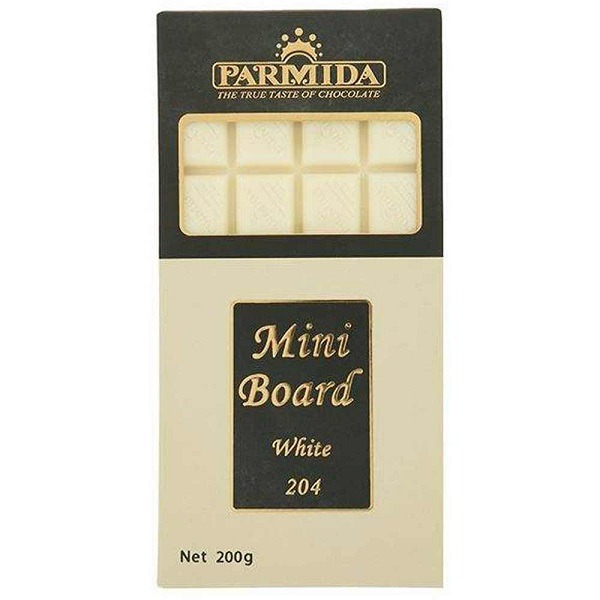 PARMIDA
THE TRUE TASTE OF CHOCOLATE
Mini
Board
White
204
Net 200g